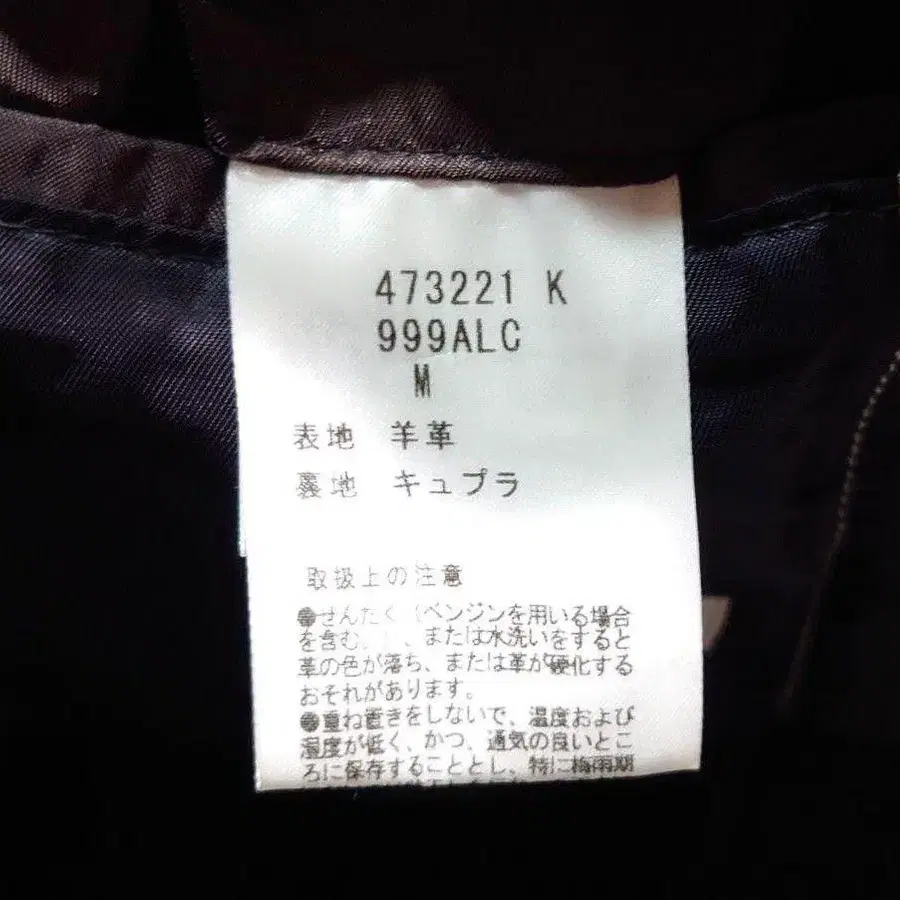 473221 K
999ALC
M
表地 羊革
裏地 キュプラ
取扱上の注意
●せんたく（ベンジンを用いる場合
を含む、または水洗いをすると
革の色が落ち、または革が硬化する
おそれがあります。
●重ね置きをしないで、温度および
湿度が低く、かつ、通気の良いとこ
ろに保存することとし、特に梅雨期